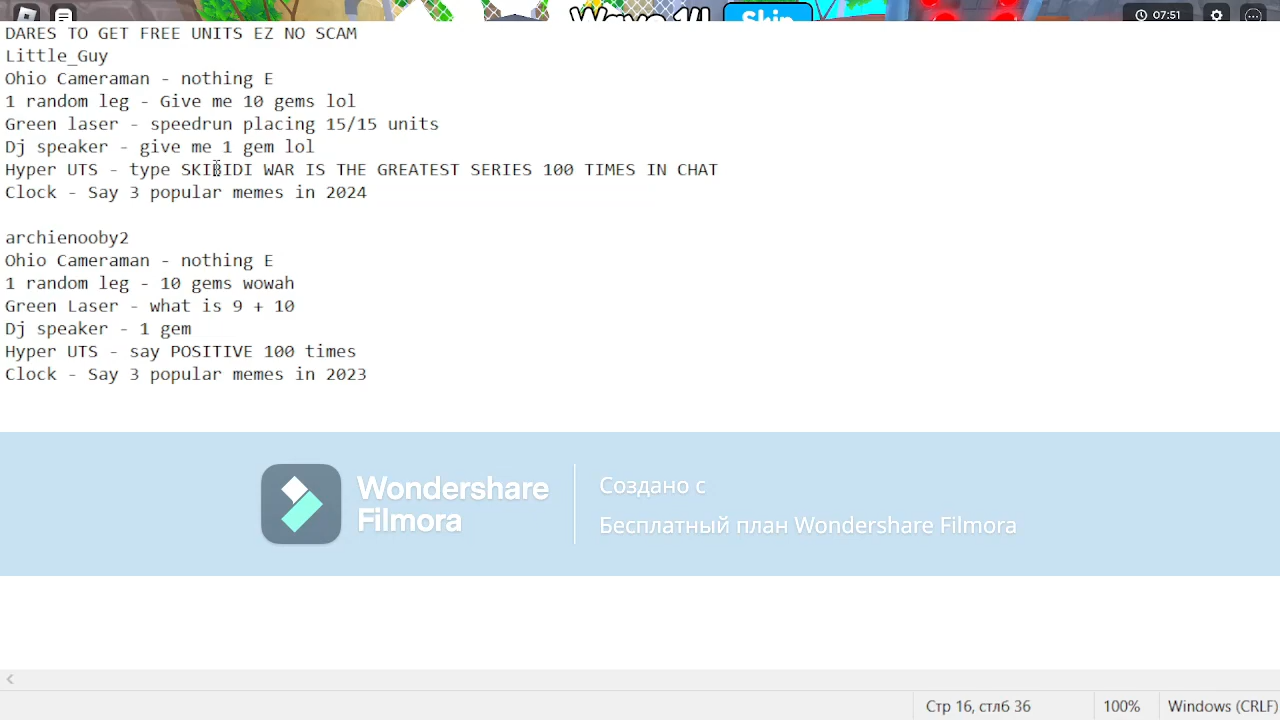 Wave 14
Skip
07:51
DARES TO GET FREE UNITS EZ NO SCAM
Little_Guy
Ohio Cameraman - nothing E
1 random leg - Give me 10 gems lol
Green laser - speedrun placing 15/15 units
Dj speaker - give me 1 gem lol
Hyper UTS - type SKIBIDI WAR IS THE GREATEST SERIES 100 TIMES IN CHAT
Clock - Say 3 popular memes in 2024
archienooby2
Ohio Cameraman - nothing E
1 random leg - 10 gems wowah
Green Laser - what is 9 + 10
Dj speaker - 1 gem
Hyper UTS - say POSITIVE 100 times
Clock - Say 3 popular memes in 2023
Wondershare
Filmora
Создано с
Бесплатный план Wondershare Filmora
Стр 16, стлб 36
100%
Windows (CRLF)